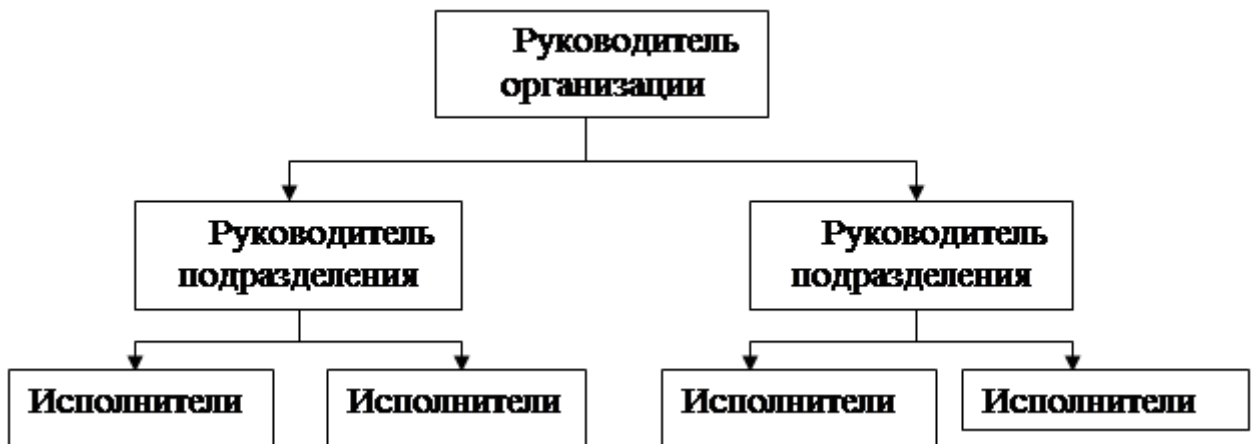 Руководитель
организации
Руководитель
подразделения
Руководитель
подразделения
Исполнители
Исполнители
Исполнители
Исполнители